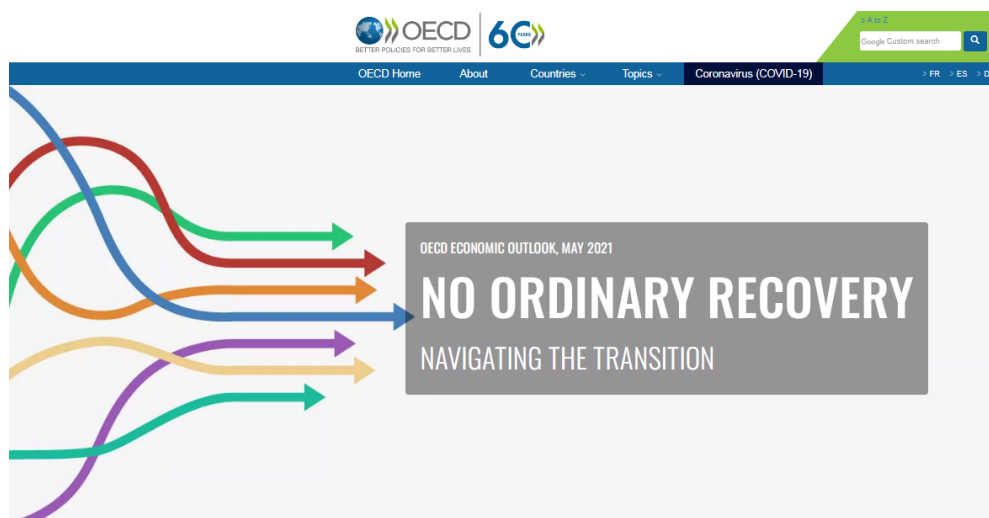 > A to Z
OECD
BETTER POLICIES FOR BETTER LIVES
60
YEARS
Google Custom search
OECD Home About Countries Topics Coronavirus (COVID-19) > FR > ES > D
OECD ECONOMIC OUTLOOK, MAY 2021
NO ORDINARY RECOVERY
NAVIGATING THE TRANSITION